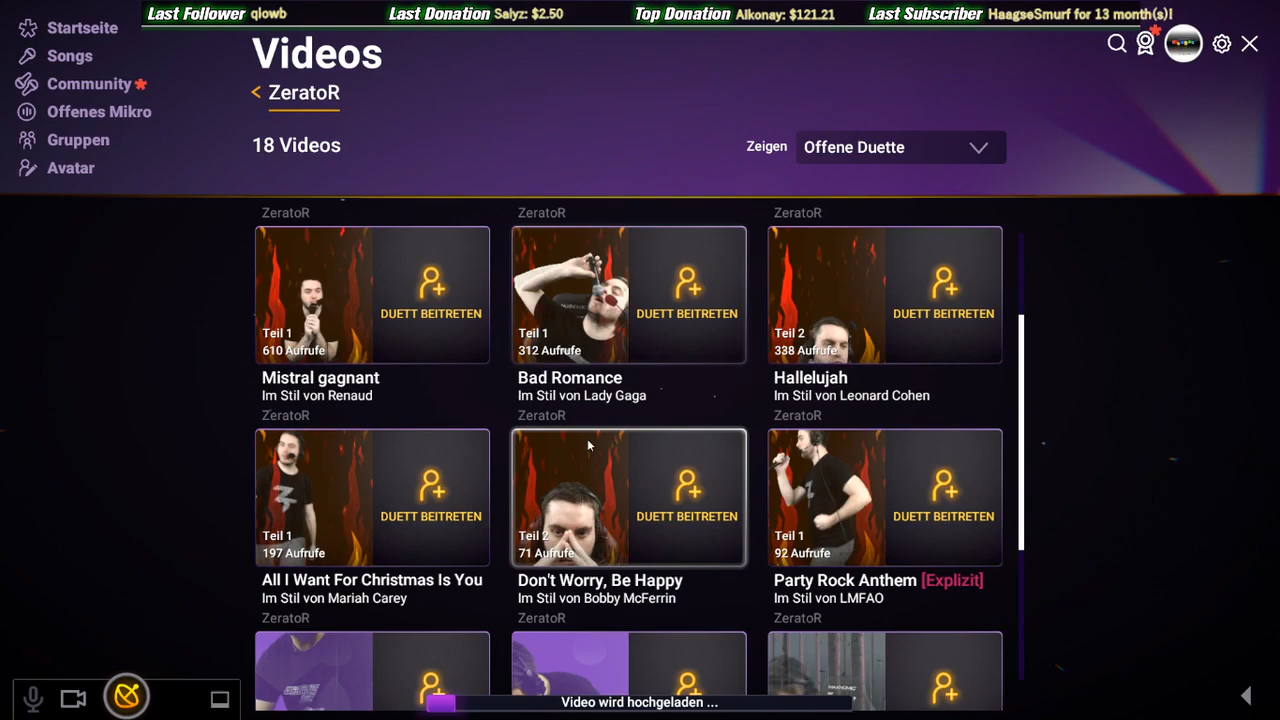 Last Follower qlowb
Last Donation Salyz: $2.50
Top Donation Alkonay: $121.21
Last Subscriber HaagseSmurf for 13 month(s)!
Startseite
Songs
Community *
Offenes Mikro
Gruppen
Avatar
Videos
< ZeratoR
18 Videos
Zeigen
Offene Duette
ZeratoR
ZeratoR
ZeratoR
Teil 1
610 Aufrufe
DUETT BEITRETEN
Teil 1
312 Aufrufe
DUETT BEITRETEN
Teil 2
338 Aufrufe
DUETT BEITRETEN
Mistral gagnant
Im Stil von Renaud
ZeratoR
Bad Romance
Im Stil von Lady Gaga
ZeratoR
Hallelujah
Im Stil von Leonard Cohen
ZeratoR
Teil 1
197 Aufrufe
DUETT BEITRETEN
Teil 2
71 Aufrufe
DUETT BEITRETEN
Teil 1
92 Aufrufe
DUETT BEITRETEN
All I Want For Christmas Is You
Im Stil von Mariah Carey
ZeratoR
Don't Worry, Be Happy
Im Stil von Bobby McFerrin
ZeratoR
Party Rock Anthem [Explizit]
Im Stil von LMFAO
ZeratoR
Video wird hochgeladen ...